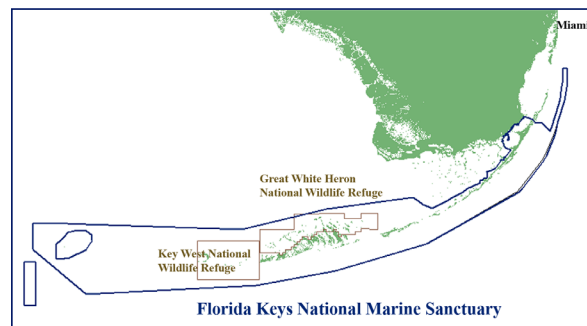 Miami
Great White Heron
National Wildlife Refuge
Key West National
Wildlife Refuge
Florida Keys National Marine Sanctuary